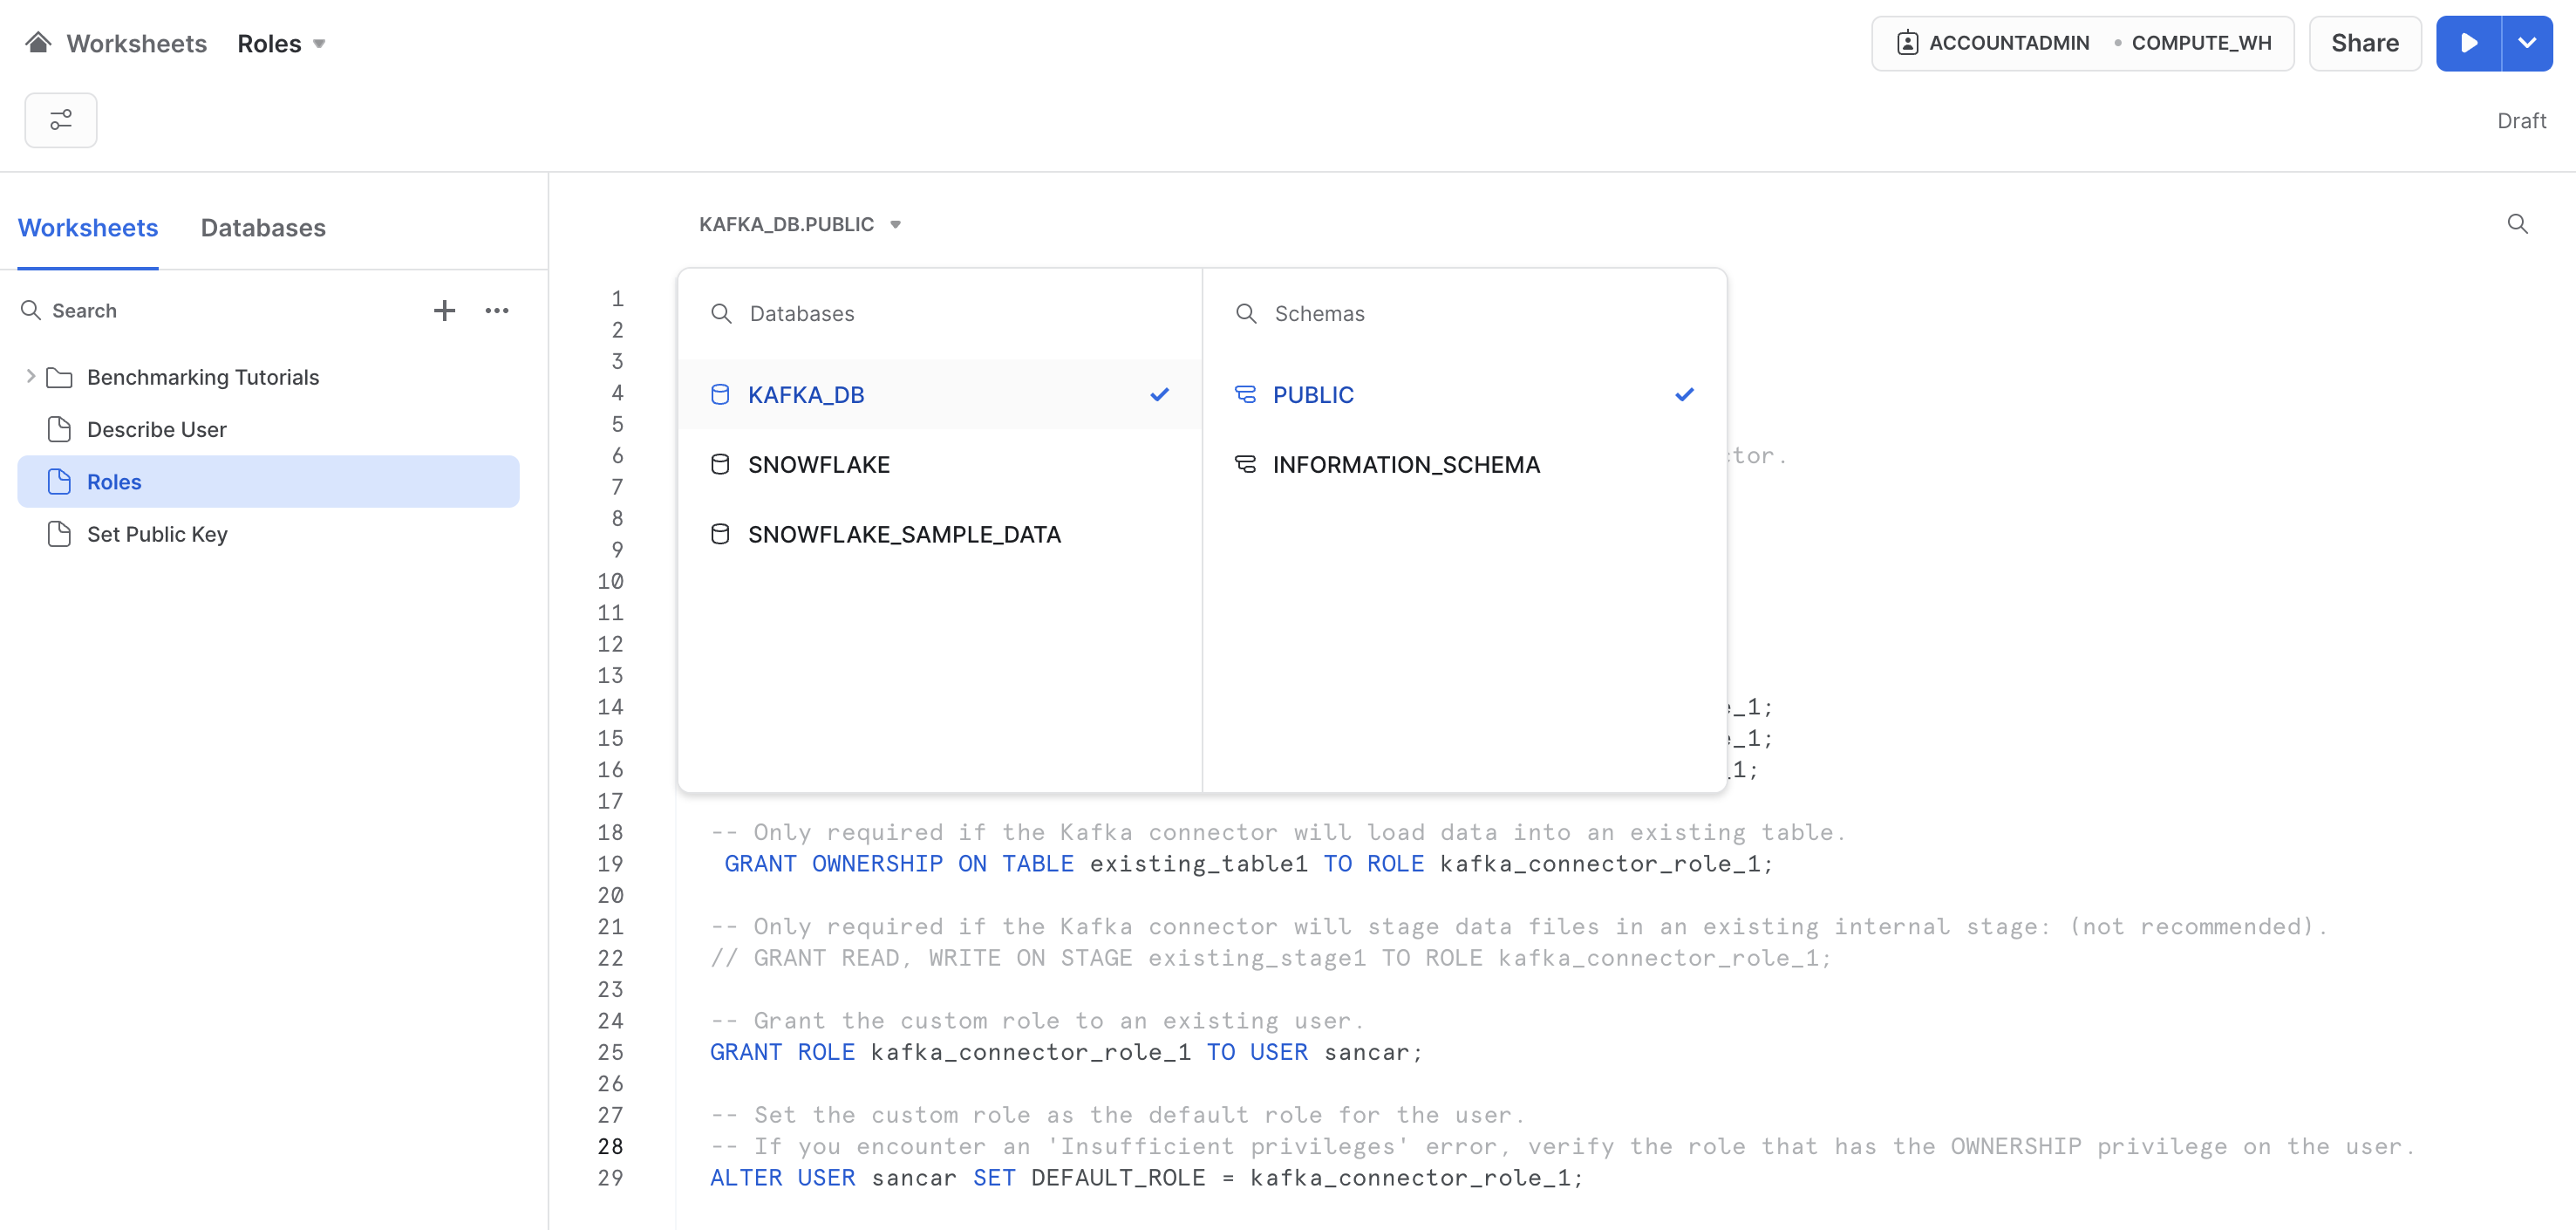 Worksheets Roles ACCOUNTADMIN • COMPUTE_WH Share
Draft
Worksheets Databases
Search
Benchmarking Tutorials
Describe User
Roles
Set Public Key
KAFKA_DB.PUBLIC
Databases
KAFKA_DB
SNOWFLAKE
SNOWFLAKE_SAMPLE_DATA
Schemas
PUBLIC
INFORMATION_SCHEMA
1
2
3
4
5
6
7
8
9
10
11
12
13
14 _1;
15 _1;
16 1;
17
18 -- Only required if the Kafka connector will load data into an existing table.
19 GRANT OWNERSHIP ON TABLE existing_table1 TO ROLE kafka_connector_role_1;
20
21 -- Only required if the Kafka connector will stage data files in an existing internal stage: (not recommended).
22 // GRANT READ, WRITE ON STAGE existing_stage1 TO ROLE kafka_connector_role_1;
23
24 -- Grant the custom role to an existing user.
25 GRANT ROLE kafka_connector_role_1 TO USER sancar;
26
27 -- Set the custom role as the default role for the user.
28 -- If you encounter an 'Insufficient privileges' error, verify the role that has the OWNERSHIP privilege on the user.
29 ALTER USER sancar SET DEFAULT_ROLE = kafka_connector_role_1;